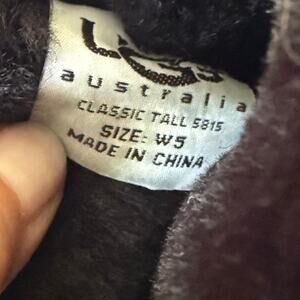 australia
CLASSIC TALL 5815
SIZE: W5
MADE IN CHINA